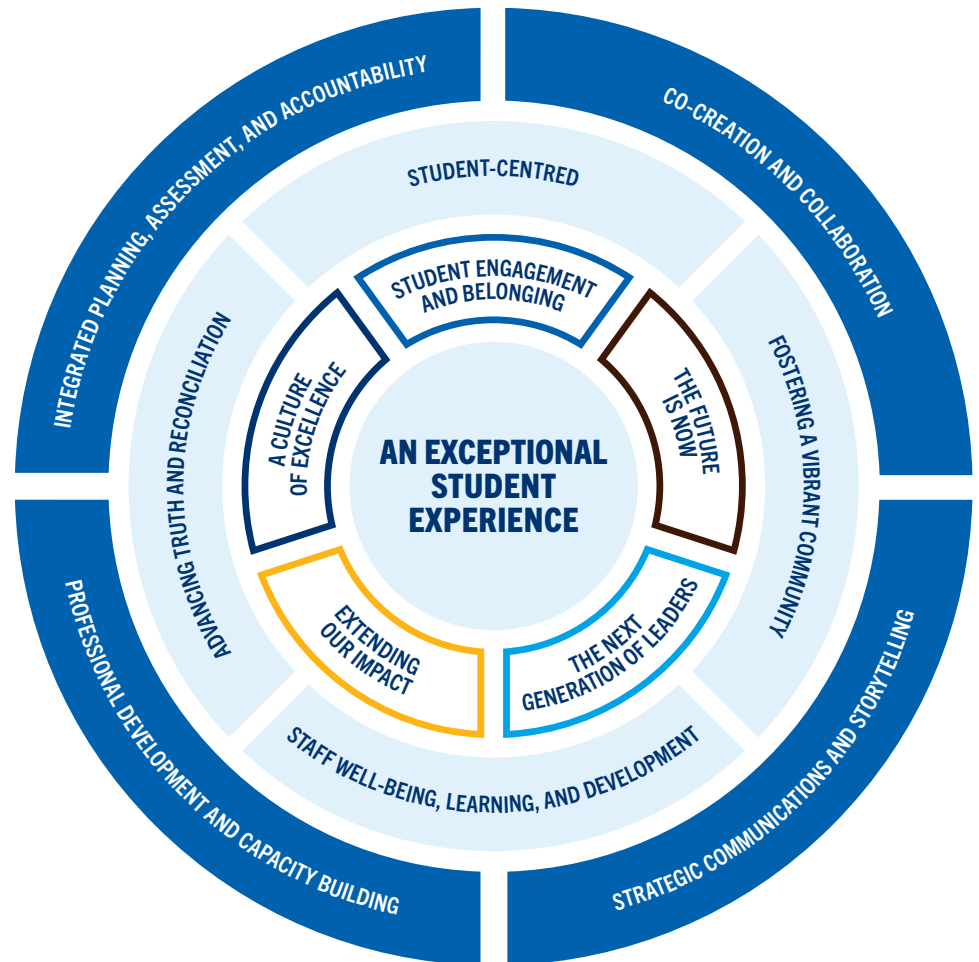 INTEGRATED PLANNING, ASSESSMENT, AND ACCOUNTABILITY
CO-CREATION AND COLLABORATION
STUDENT-CENTRED
STUDENT ENGAGEMENT
AND BELONGING
ADVANCING TRUTH AND RECONCILIATION
A CULTURE
OF EXCELLENCE
THE FUTURE
IS NOW
FOSTERING A VIBRANT COMMUNITY
AN EXCEPTIONAL
STUDENT
EXPERIENCE
EXTENDING
OUR IMPACT
THE NEXT
GENERATION OF LEADERS
STAFF WELL-BEING, LEARNING, AND DEVELOPMENT
PROFESSIONAL DEVELOPMENT AND CAPACITY BUILDING
STRATEGIC COMMUNICATIONS AND STORYTELLING